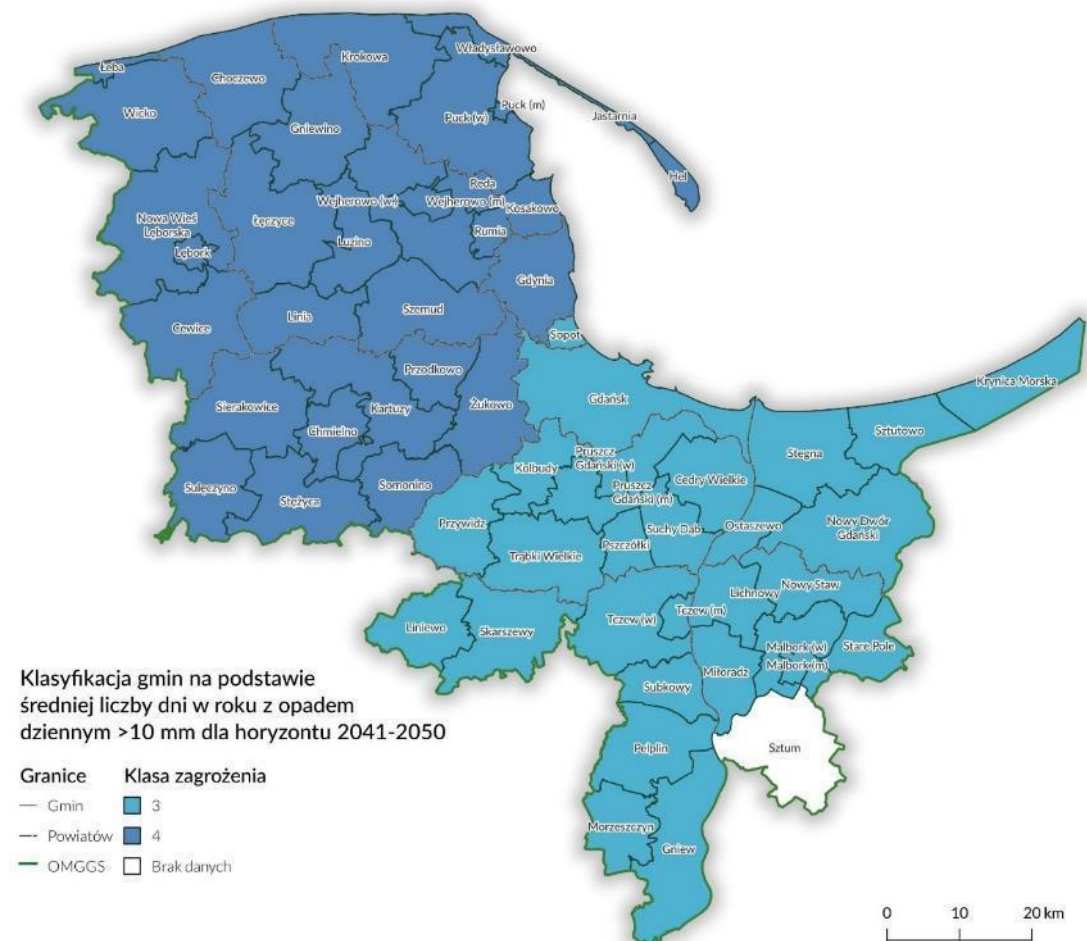 Władysławowo
Krokowa
Łeba
Choczewo
Wicko
Puck (m)
Puck (w)
Jastarnia
Gniewino
Hel
Reda
Wejherowo (w)
Wejherowo (m)
Kosakowo
Nowa Wieś
Lęborska
Łęczyce
Rumia
Luzino
Lębork
Gdynia
Cewice
Linia
Szemud
Sopot
Przodkowo
Krynica Morska
Sierakowice
Kartuzy
Żukowo
Gdańsk
Chmielno
Sztutowo
Stegna
Pruszcz
Gdański (w)
Kolbudy
Cedry Wielkie
Sulęczyno
Stężyca
Somonino
Pruszcz
Gdański (m)
Przywidz
Suchy Dąb
Ostaszewo
Nowy Dwór
Gdański
Pszczółki
Trąbki Wielkie
Nowy Staw
Lichnowy
Tczew (w)
Tczew (m)
Liniewo
Skarszewy
Malbork (w)
Stare Pole
Malbork (m)
Miłoradz
Subkowy
Pelplin
Sztum
Morzeszczyn
Gniew
Klasyfikacja gmin na podstawie
średniej liczby dni w roku z opadem
dziennym >10 mm dla horyzontu 2041-2050
Granice Klasa zagrożenia
Gmin 3
Powiatów 4
OMGGS Brak danych
0 10 20 km